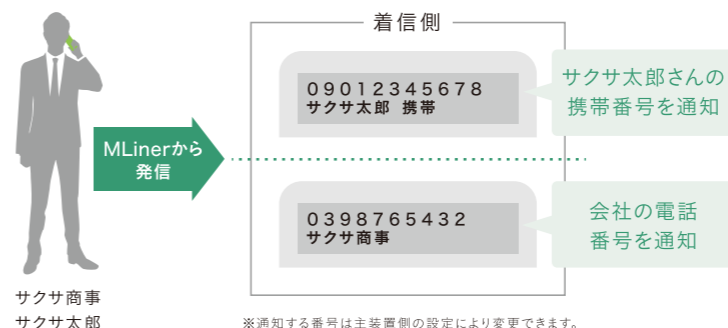 着信側
09012345678
サクサ太郎 携帯
サクサ太郎さんの
携帯番号を通知
MLinerから
発信
0398765432
サクサ商事
会社の電話
番号を通知
サクサ商事
サクサ太郎
※通知する番号は主装置側の設定により変更できます。